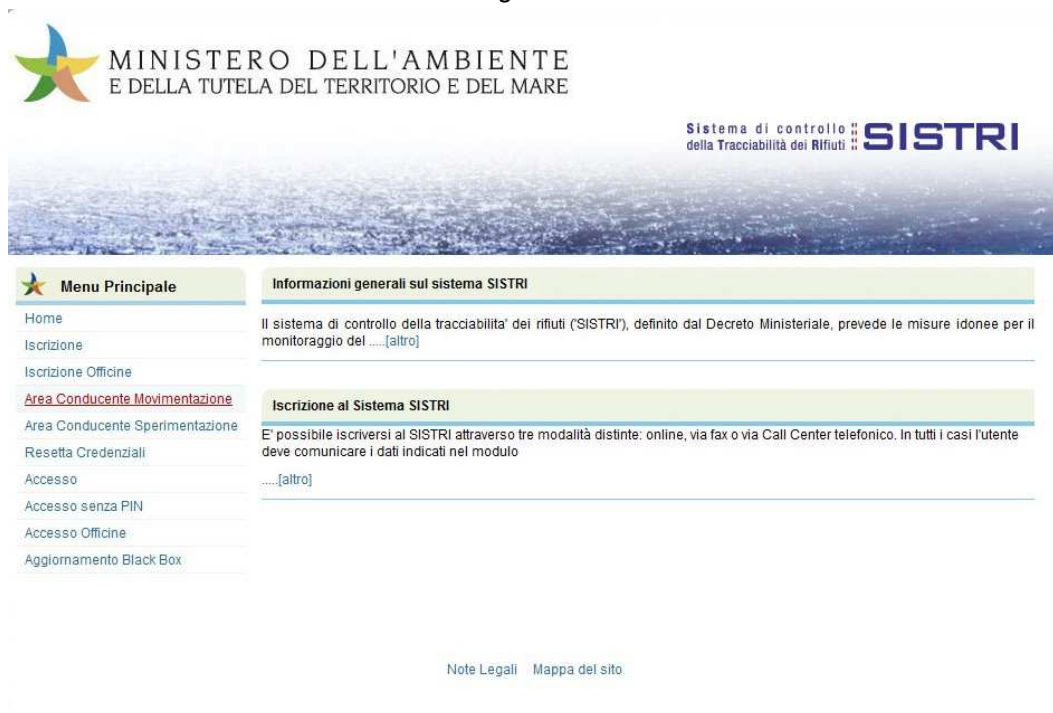 MINISTERO DELL'AMBIENTE
E DELLA TUTELA DEL TERRITORIO E DEL MARE
Sistema di controllo
della Tracciabilità dei Rifiuti
SISTRI
Menu Principale
Home
Iscrizione
Iscrizione Officine
Area Conducente Movimentazione
Area Conducente Sperimentazione
Resetta Credenziali
Accesso
Accesso senza PIN
Accesso Officine
Aggiornamento Black Box
Informazioni generali sul sistema SISTRI
Il sistema di controllo della tracciabilita' dei rifiuti ('SISTRI'), definito dal Decreto Ministeriale, prevede le misure idonee per il
monitoraggio del .....[altro]
Iscrizione al Sistema SISTRI
E' possibile iscriversi al SISTRI attraverso tre modalità distinte: online, via fax o via Call Center telefonico. In tutti i casi l'utente
deve comunicare i dati indicati nel modulo
.....[altro]
Note Legali Mappa del sito